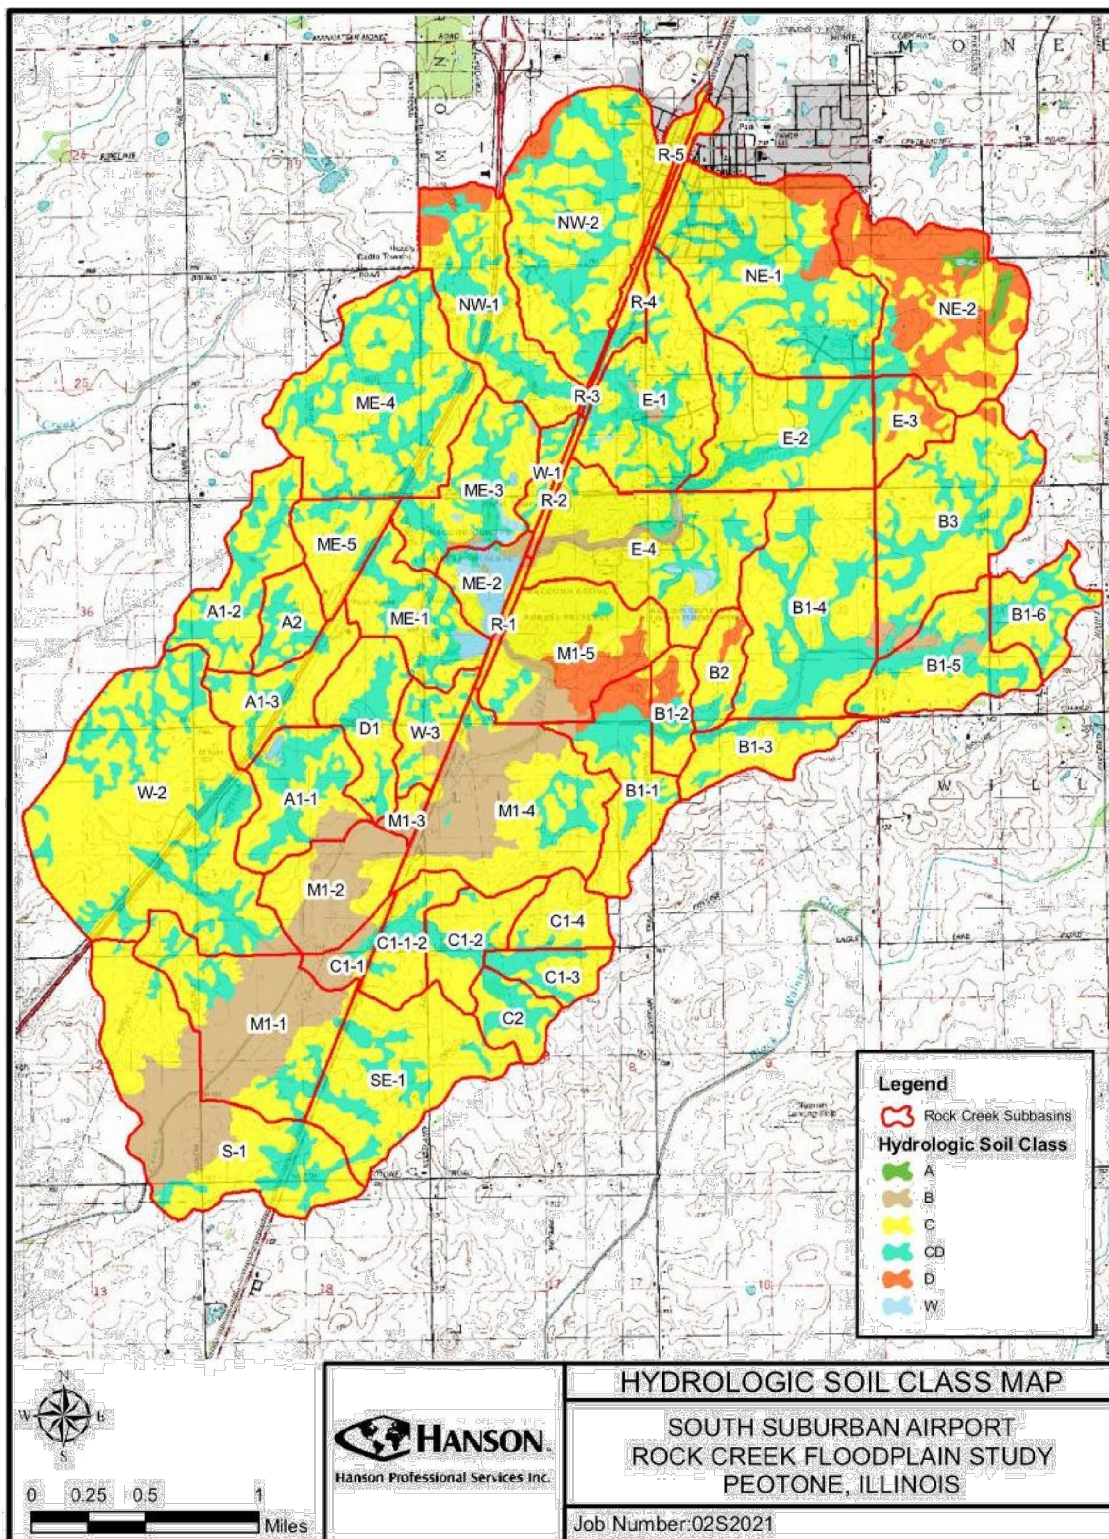 MONEE
R-5
NW-2
NE-1
R-4
NE-2
NW-1
R-3
E-1
ME-4
E-3
E-2
W-1
ME-3
R-2
B3
ME-5
E-4
ME-2
A1-2
A2
ME-1
R-1
B1-4
B1-6
M1-5
B2
B1-5
A1-3
B1-2
D1
W-3
B1-3
W-2
A1-1
B1-1
M1-4
M1-3
M1-2
C1-4
C1-1-2
C1-2
C1-1
C1-3
M1-1
C2
SE-1
S-1
Legend
Rock Creek Subbasins
Hydrologic Soil Class
A
B
C
CD
D
W
N
W
E
S
0 0.25 0.5 1
Miles
HANSON
Hanson Professional Services Inc.
HYDROLOGIC SOIL CLASS MAP
SOUTH SUBURBAN AIRPORT
ROCK CREEK FLOODPLAIN STUDY
PEOTONE, ILLINOIS
Job Number:02S2021